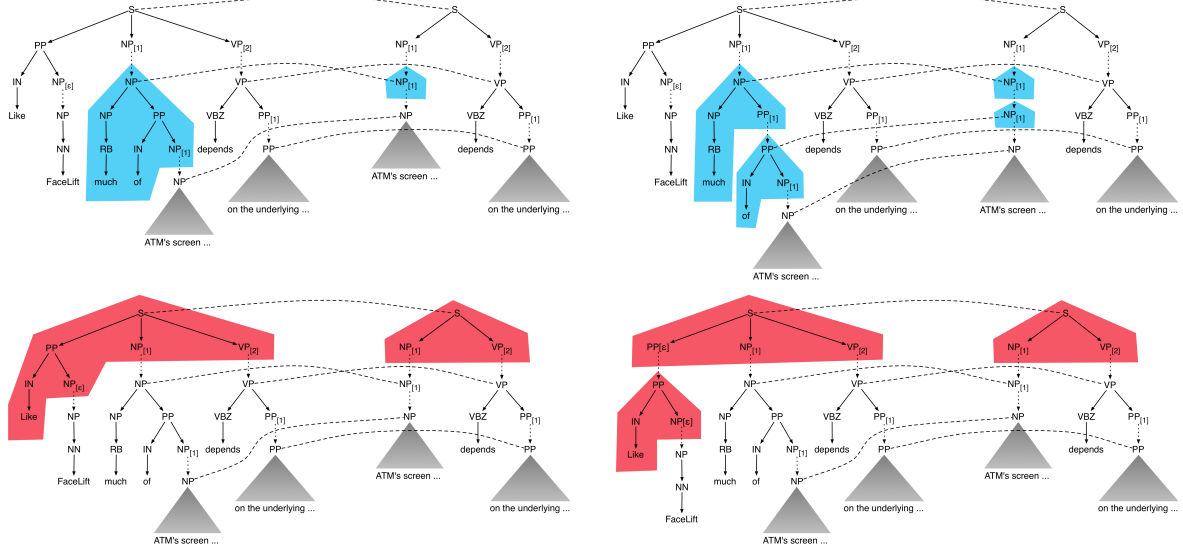 S S S S
PP NP[1] VP[2] NP[1] VP[2] PP NP[1] VP[2] NP[1] VP[2]
IN NP[ε] NP VP NP[1] VP IN NP[ε] NP VP NP[1] VP
Like NP NP PP VBZ PP[1] NP VBZ PP[1] Like NP NP PP[1] VBZ PP[1] NP[1] VBZ PP[1]
NN RB IN NP[1] depends PP depends PP NN RB PP depends PP NP depends PP
FaceLift much of NP ATM's screen ... FaceLift much IN NP[1]
on the underlying ... on the underlying ... of NP on the underlying ... ATM's screen ... on the underlying ...
ATM's screen ... ATM's screen ...
S S S S
PP NP[1] VP[2] NP[1] VP[2] PP[ε] NP[1] VP[2] NP[1] VP[2]
IN NP[ε] NP VP NP[1] VP PP NP VP NP[1] VP
Like NP NP PP VBZ PP[1] NP VBZ PP[1] IN NP[ε] NP PP VBZ PP[1] NP VBZ PP[1]
NN RB IN NP[1] depends PP depends PP Like NP RB IN NP[1] depends PP depends PP
FaceLift much of NP ATM's screen ... NN much of NP ATM's screen ...
on the underlying ... on the underlying ... FaceLift on the underlying ... on the underlying ...
ATM's screen ... ATM's screen ...